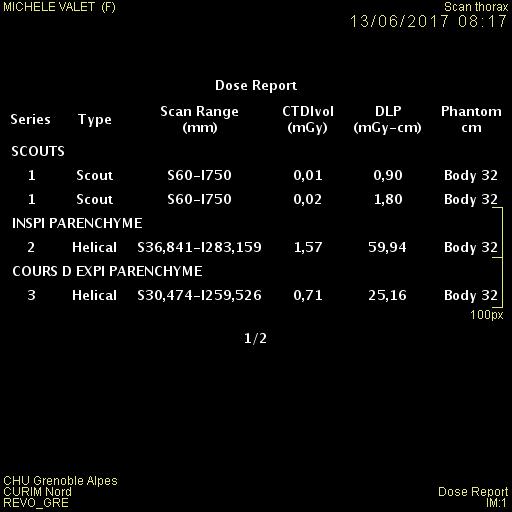 MICHELE VALET (F)
Scan thorax
13/06/2017 08:17
Dose Report
Series Type Scan Range (mm) CTDIvol (mGy) DLP (mGy-cm) Phantom cm
SCOUTS
1 Scout S60-I750 0,01 0,90 Body 32
1 Scout S60-I750 0,02 1,80 Body 32
INSPI PARENCHYME
2 Helical S36,841-I283,159 1,57 59,94 Body 32
COURS D EXPI PARENCHYME
3 Helical S30,474-I259,526 0,71 25,16 Body 32
100px
1/2
CHU Grenoble Alpes
CURIM Nord
REVO_GRE
Dose Report
IM:1